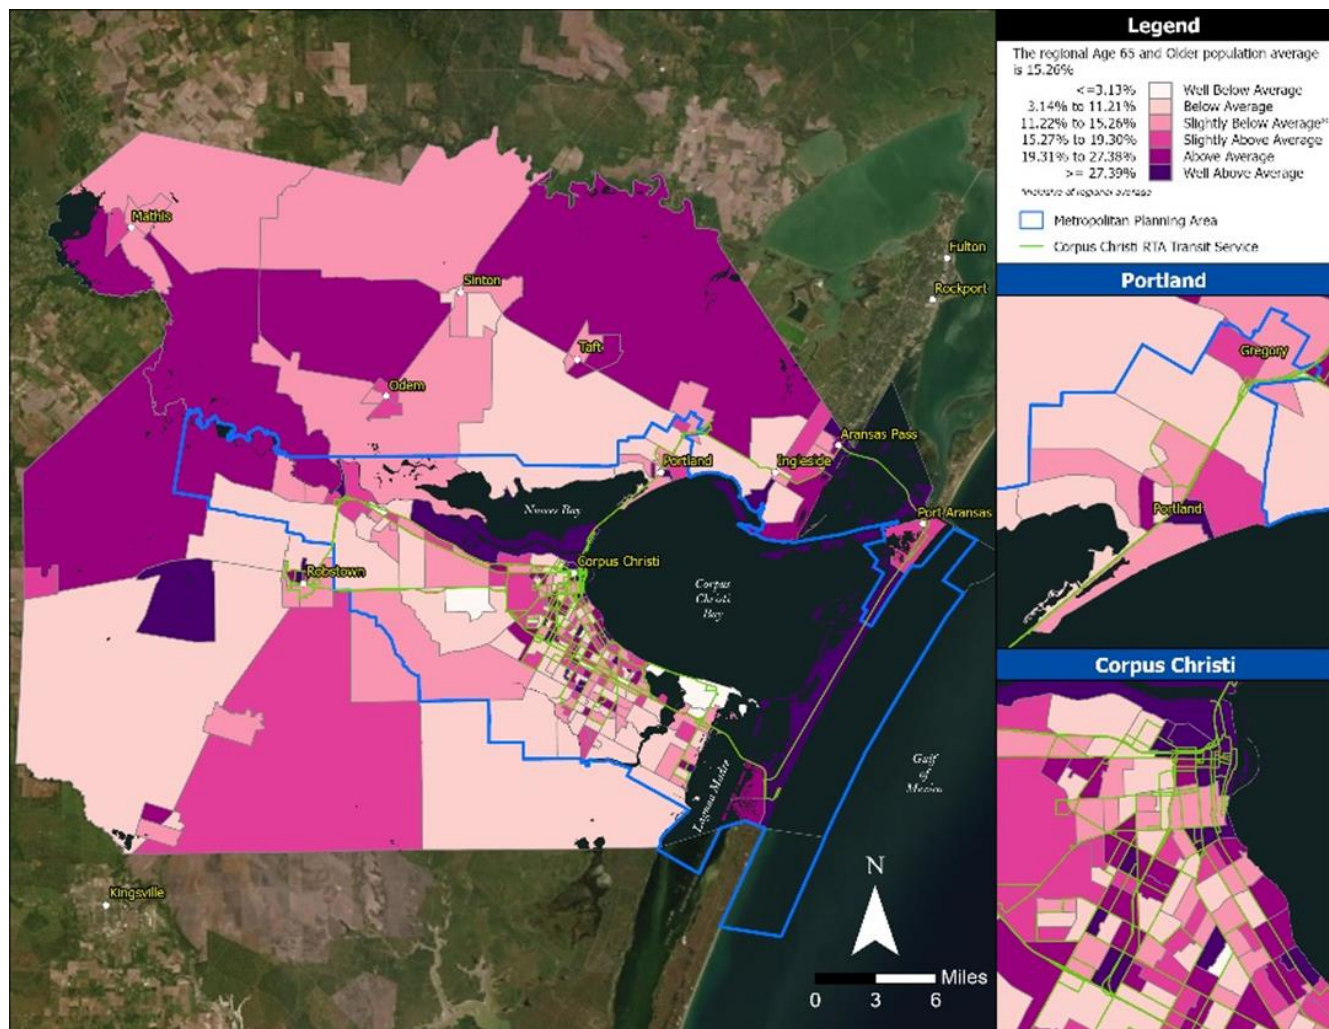 Legend
The regional Age 65 and Older population average
is 15.26%
<=3.13% Well Below Average
3.14% to 11.21% Below Average
11.22% to 15.26% Slightly Below Average*
15.27% to 19.30% Slightly Above Average
19.31% to 27.38% Above Average
>= 27.39% Well Above Average
*Inclusive of regional average
Metropolitan Planning Area
Corpus Christi RTA Transit Service
Mathis
Sinton
Fulton
Rockport
Taft
Odem
Aransas Pass
Portland
Ingleside
Nueces Bay
Port Aransas
Robstown
Corpus Christi
Corpus
Christi
Bay
Gulf
of
Mexico
Laguna Madre
Kingsville
N
Miles
0 3 6
Portland
Gregory
Portland
Corpus Christi